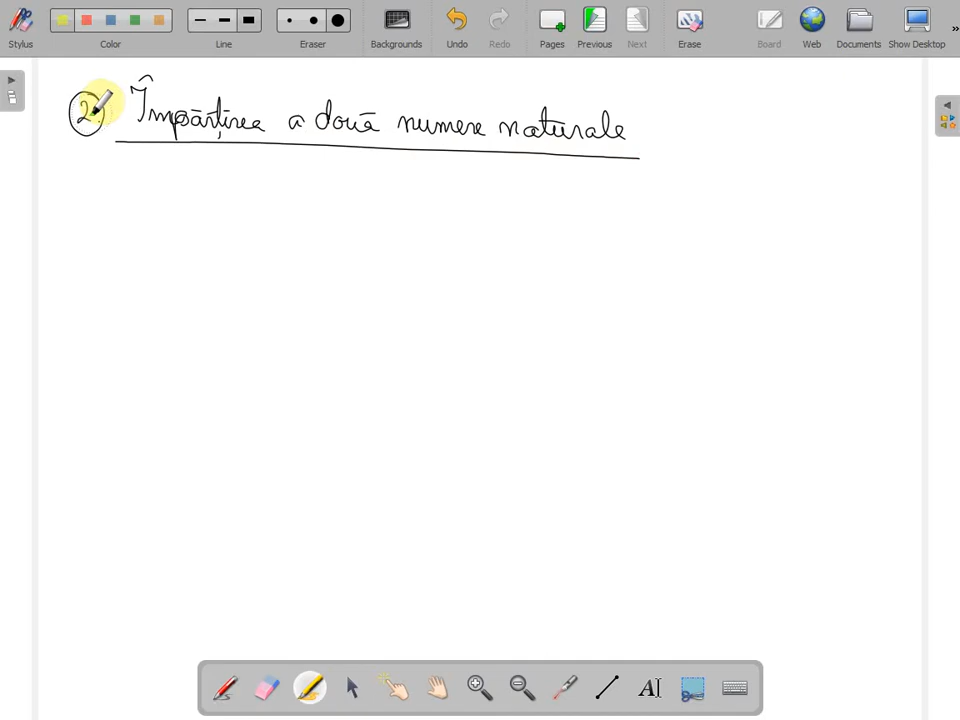 Stylus
Color
Line
Eraser
Backgrounds
Undo
Redo
Pages
Previous
Next
Erase
Board
Web
Documents
Show Desktop
»
2. Împărțirea a două numere naturale
A